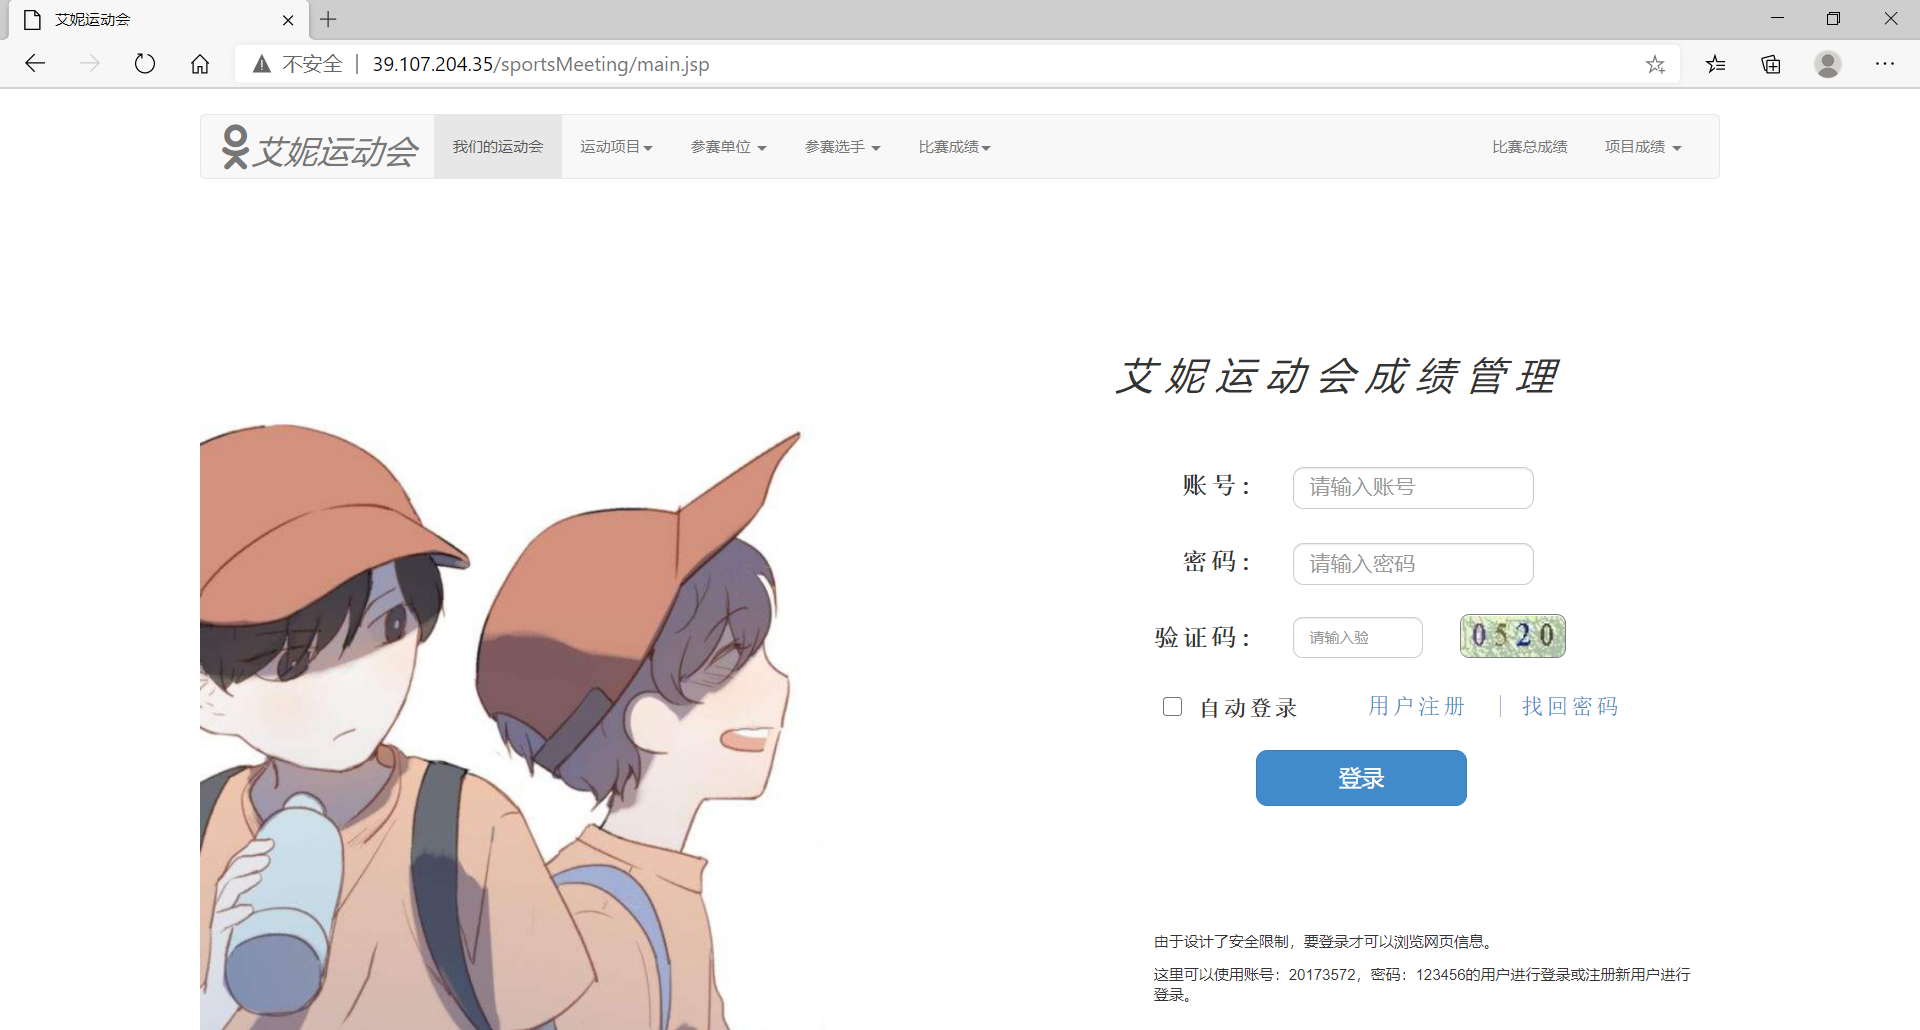 艾妮运动会
不安全 39.107.204.35/sportsMeeting/main.jsp
艾妮运动会 我们的运动会 运动项目 参赛单位 参赛选手 比赛成绩 比赛总成绩 项目成绩
艾妮运动会成绩管理
账号： 请输入账号
密码： 请输入密码
验证码： 请输入验 0520
自动登录 用户注册 | 找回密码
登录
由于设计了安全限制，要登录才可以浏览网页信息。
这里可以使用账号：20173572，密码：123456的用户进行登录或注册新用户进行
登录。